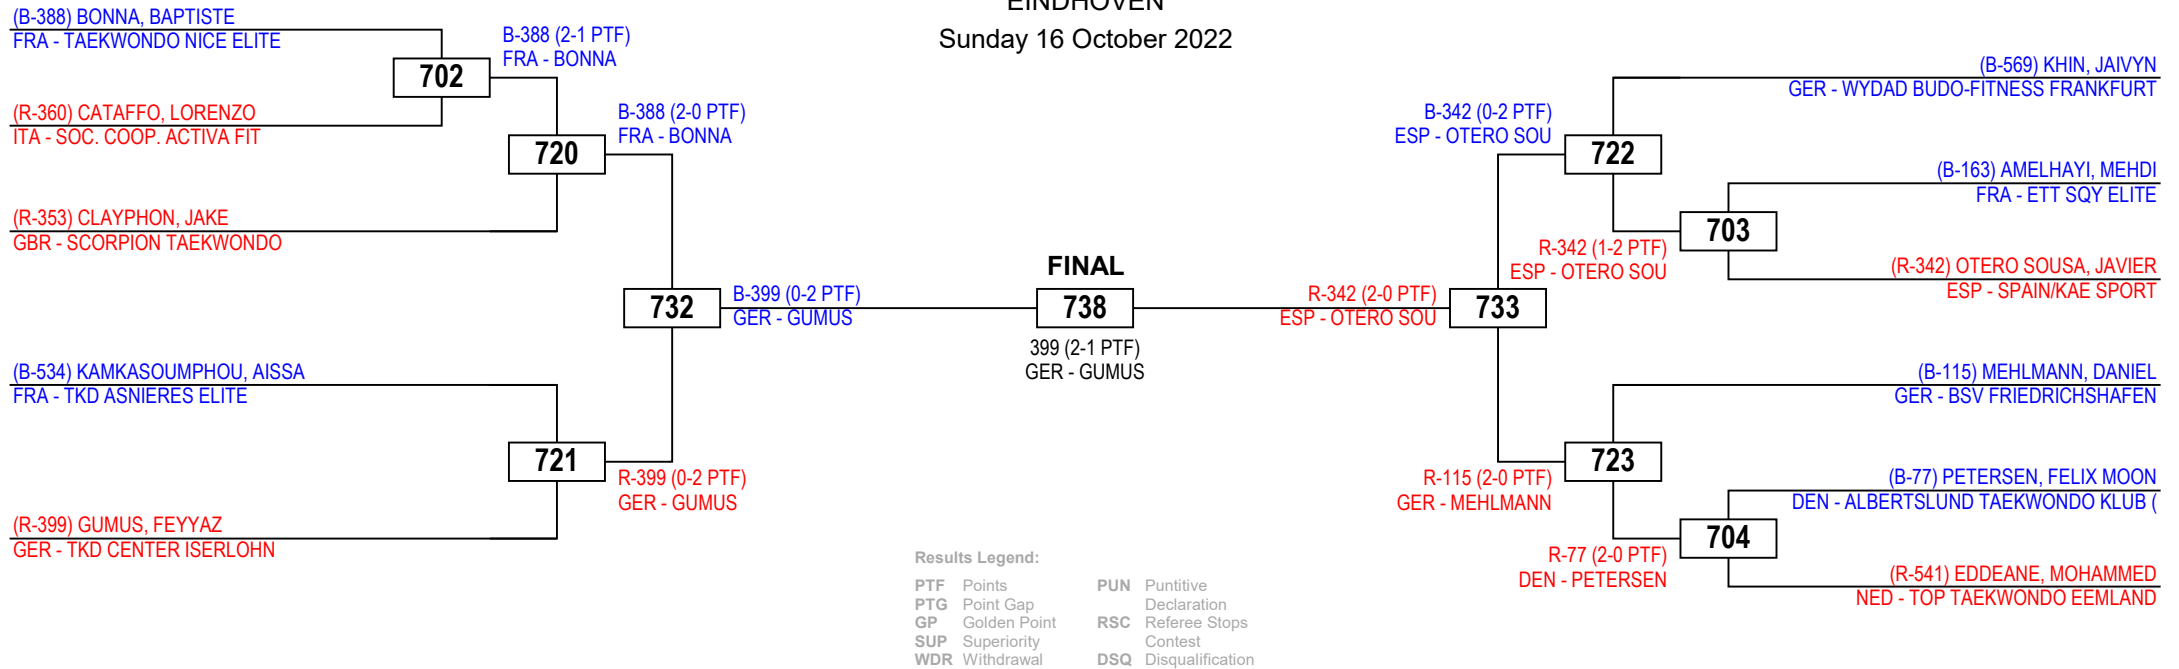 EINDHOVEN
Sunday 16 October 2022
(B-388) BONNA, BAPTISTE
FRA - TAEKWONDO NICE ELITE
702
B-388 (2-1 PTF)
FRA - BONNA
(R-360) CATAFFO, LORENZO
ITA - SOC. COOP. ACTIVA FIT
720
B-388 (2-0 PTF)
FRA - BONNA
(R-353) CLAYPHON, JAKE
GBR - SCORPION TAEKWONDO
732
B-399 (0-2 PTF)
GER - GUMUS
(B-534) KAMKASOUMPHOU, AISSA
FRA - TKD ASNIERES ELITE
721
R-399 (0-2 PTF)
GER - GUMUS
(R-399) GUMUS, FEYYAZ
GER - TKD CENTER ISERLOHN
FINAL
738
399 (2-1 PTF)
GER - GUMUS
(B-569) KHIN, JAIVYN
GER - WYDAD BUDO-FITNESS FRANKFURT
B-342 (0-2 PTF)
ESP - OTERO SOU
722
(B-163) AMELHAYI, MEHDI
FRA - ETT SQY ELITE
703
R-342 (1-2 PTF)
ESP - OTERO SOU
(R-342) OTERO SOUSA, JAVIER
ESP - SPAIN/KAE SPORT
R-342 (2-0 PTF)
ESP - OTERO SOU
733
(B-115) MEHLMANN, DANIEL
GER - BSV FRIEDRICHSHAFEN
723
R-115 (2-0 PTF)
GER - MEHLMANN
(B-77) PETERSEN, FELIX MOON
DEN - ALBERTSLUND TAEKWONDO KLUB (
704
R-77 (2-0 PTF)
DEN - PETERSEN
(R-541) EDDEANE, MOHAMMED
NED - TOP TAEKWONDO EEMLAND
Results Legend:
PTF Points PUN Puntitive
PTG Point Gap Declaration
GP Golden Point RSC Referee Stops
SUP Superiority Contest
WDR Withdrawal DSQ Disqualification